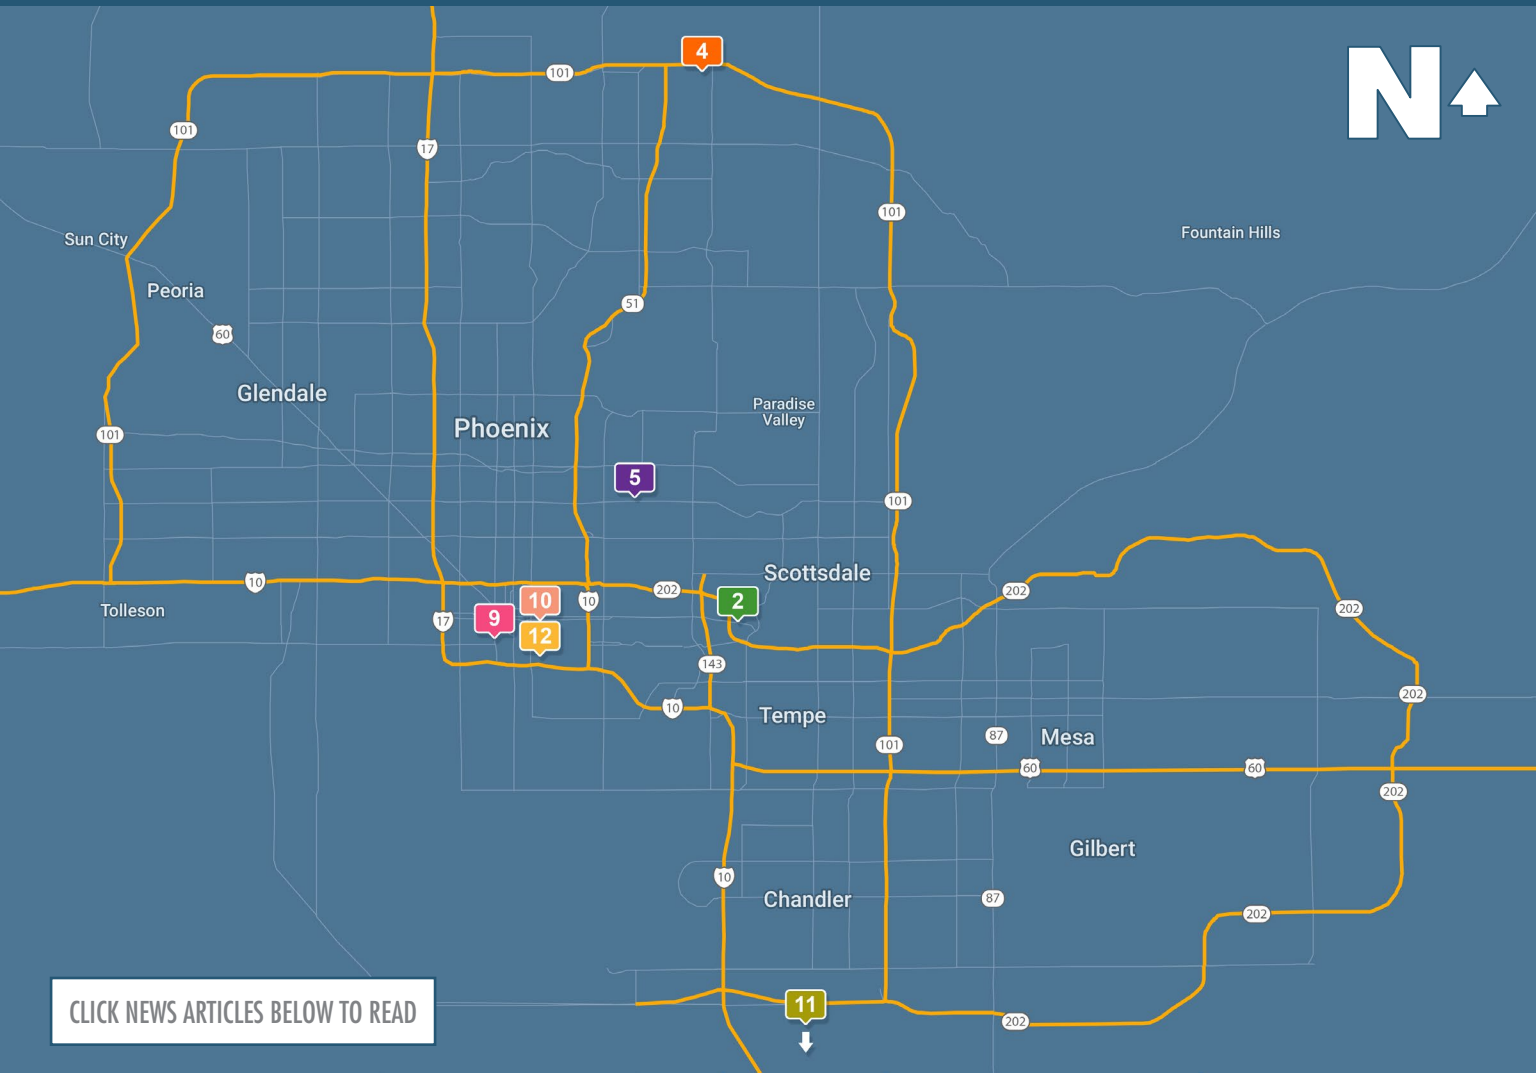 4
N
101
101
17
101
Fountain Hills
Sun City
Peoria
51
60
Glendale
Paradise
Valley
Phoenix
101
5
101
Scottsdale
10
202
202
10
10
2
Tolleson
202
9
17
12
143
202
10
Tempe
87
Mesa
101
60
60
202
Gilbert
10
Chandler
87
202
11
CLICK NEWS ARTICLES BELOW TO READ
202